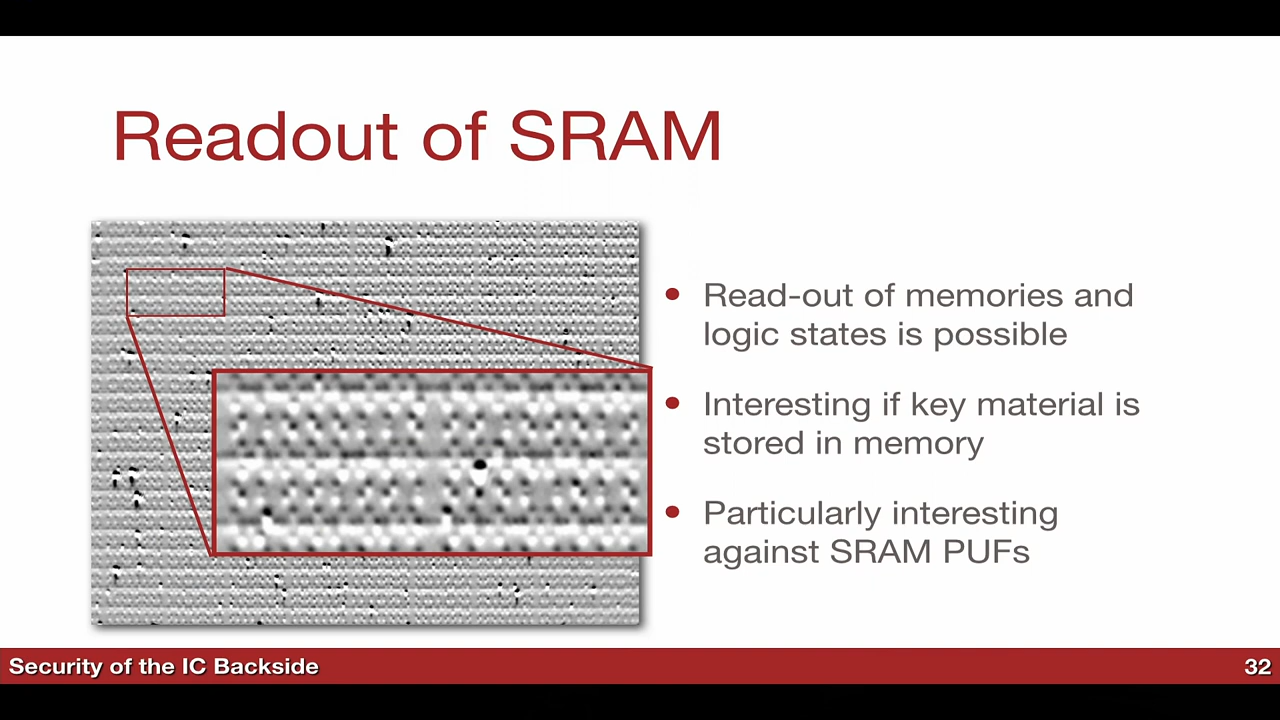 Readout of SRAM
Read-out of memories and
logic states is possible
Interesting if key material is
stored in memory
Particularly interesting
against SRAM PUFs
Security of the IC Backside
32